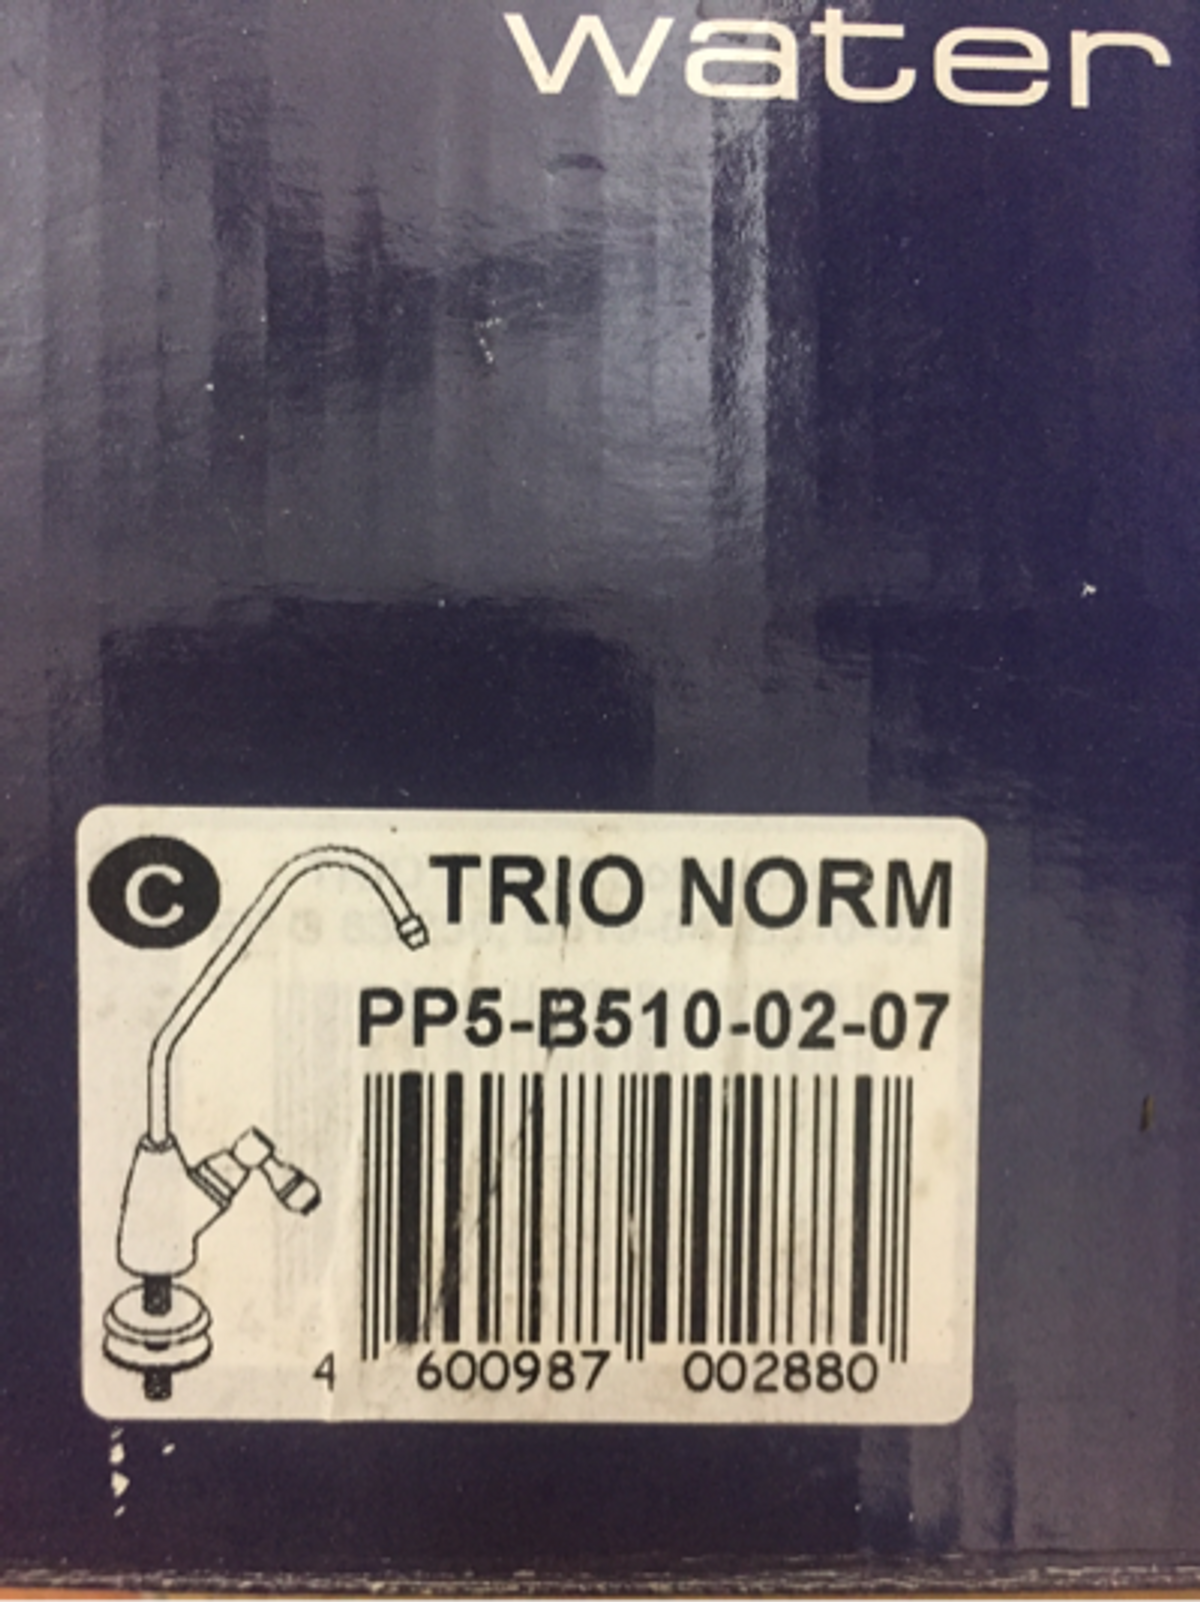 water
C TRIO NORM
PP5-B510-02-07
4 600987 002880